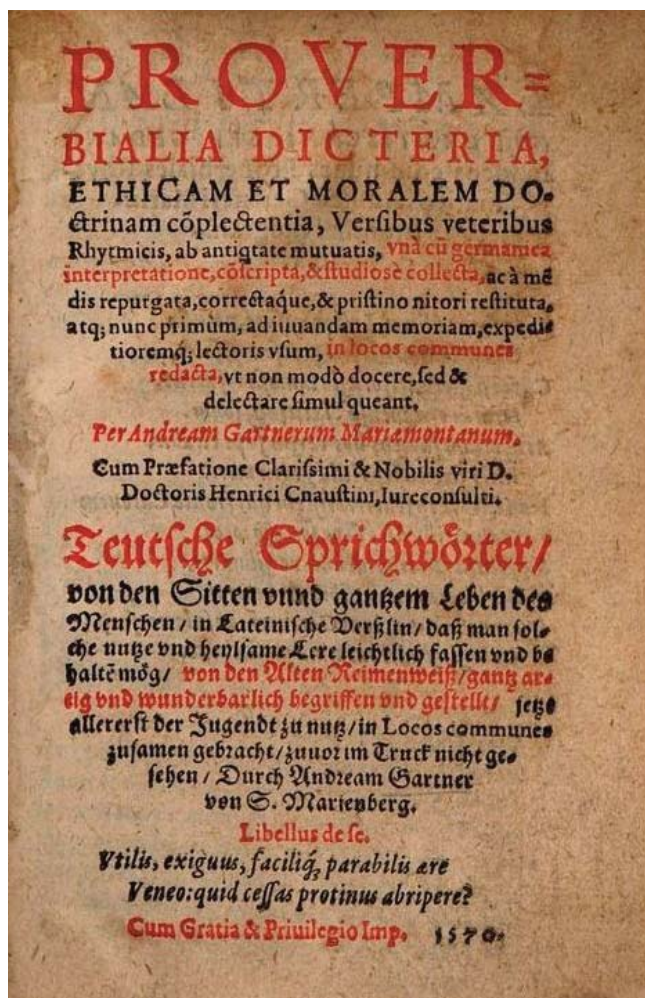 PROVER=
BIALIA DICTERIA,
ETHICAM ET MORALEM DO-
ctrinam cõplectentia, Verſibus veteribus
Rhytmicis, ab antiq̃tate mutuatis, vnà cũ germanica
interpretatione, cõſcripta, & ſtudioſè collecta, ac à mẽ
dis repurgata, correctaq́ue, & priſtino nitori reſtituta,
atq; nunc primùm, ad iuuandam memoriam, expedi-
tioremq́; lectoris vſum, in locos communes
redacta, vt non modò docere, ſed &
delectare ſimul queant.
Per Andream Gartnerum Mariæmontanum.
Cum Præfatione Clariſsimi & Nobilis viri D.
Doctoris Henrici Cnauſtini, Iureconſulti.
Teutſche Sprichwörter/
von den Sitten vnnd gantzem Leben des
Menſchen / in Lateiniſche Verßlin / daß man ſol-
che nutze vnd heylſame Lere leichtlich faſſen vnd be
haltẽ mög / von den Alten Reimenweiß / gantz ar-
tig vnd wunderbarlich begriffen vnd geſtellt / jetzt
allererſt der Jugendt zu nutz / in Locos communes
zuſamen gebracht / zuuor im Truck nicht ge-
ſehen / Durch Andream Gartner
von S. Marienberg.
Libellus de ſe.
Vtilis, exiguus, faciliq́; parabilis ære
Veneo: quid ceſſas protinus abripere?
Cum Gratia & Priuilegio Imp. 1570.